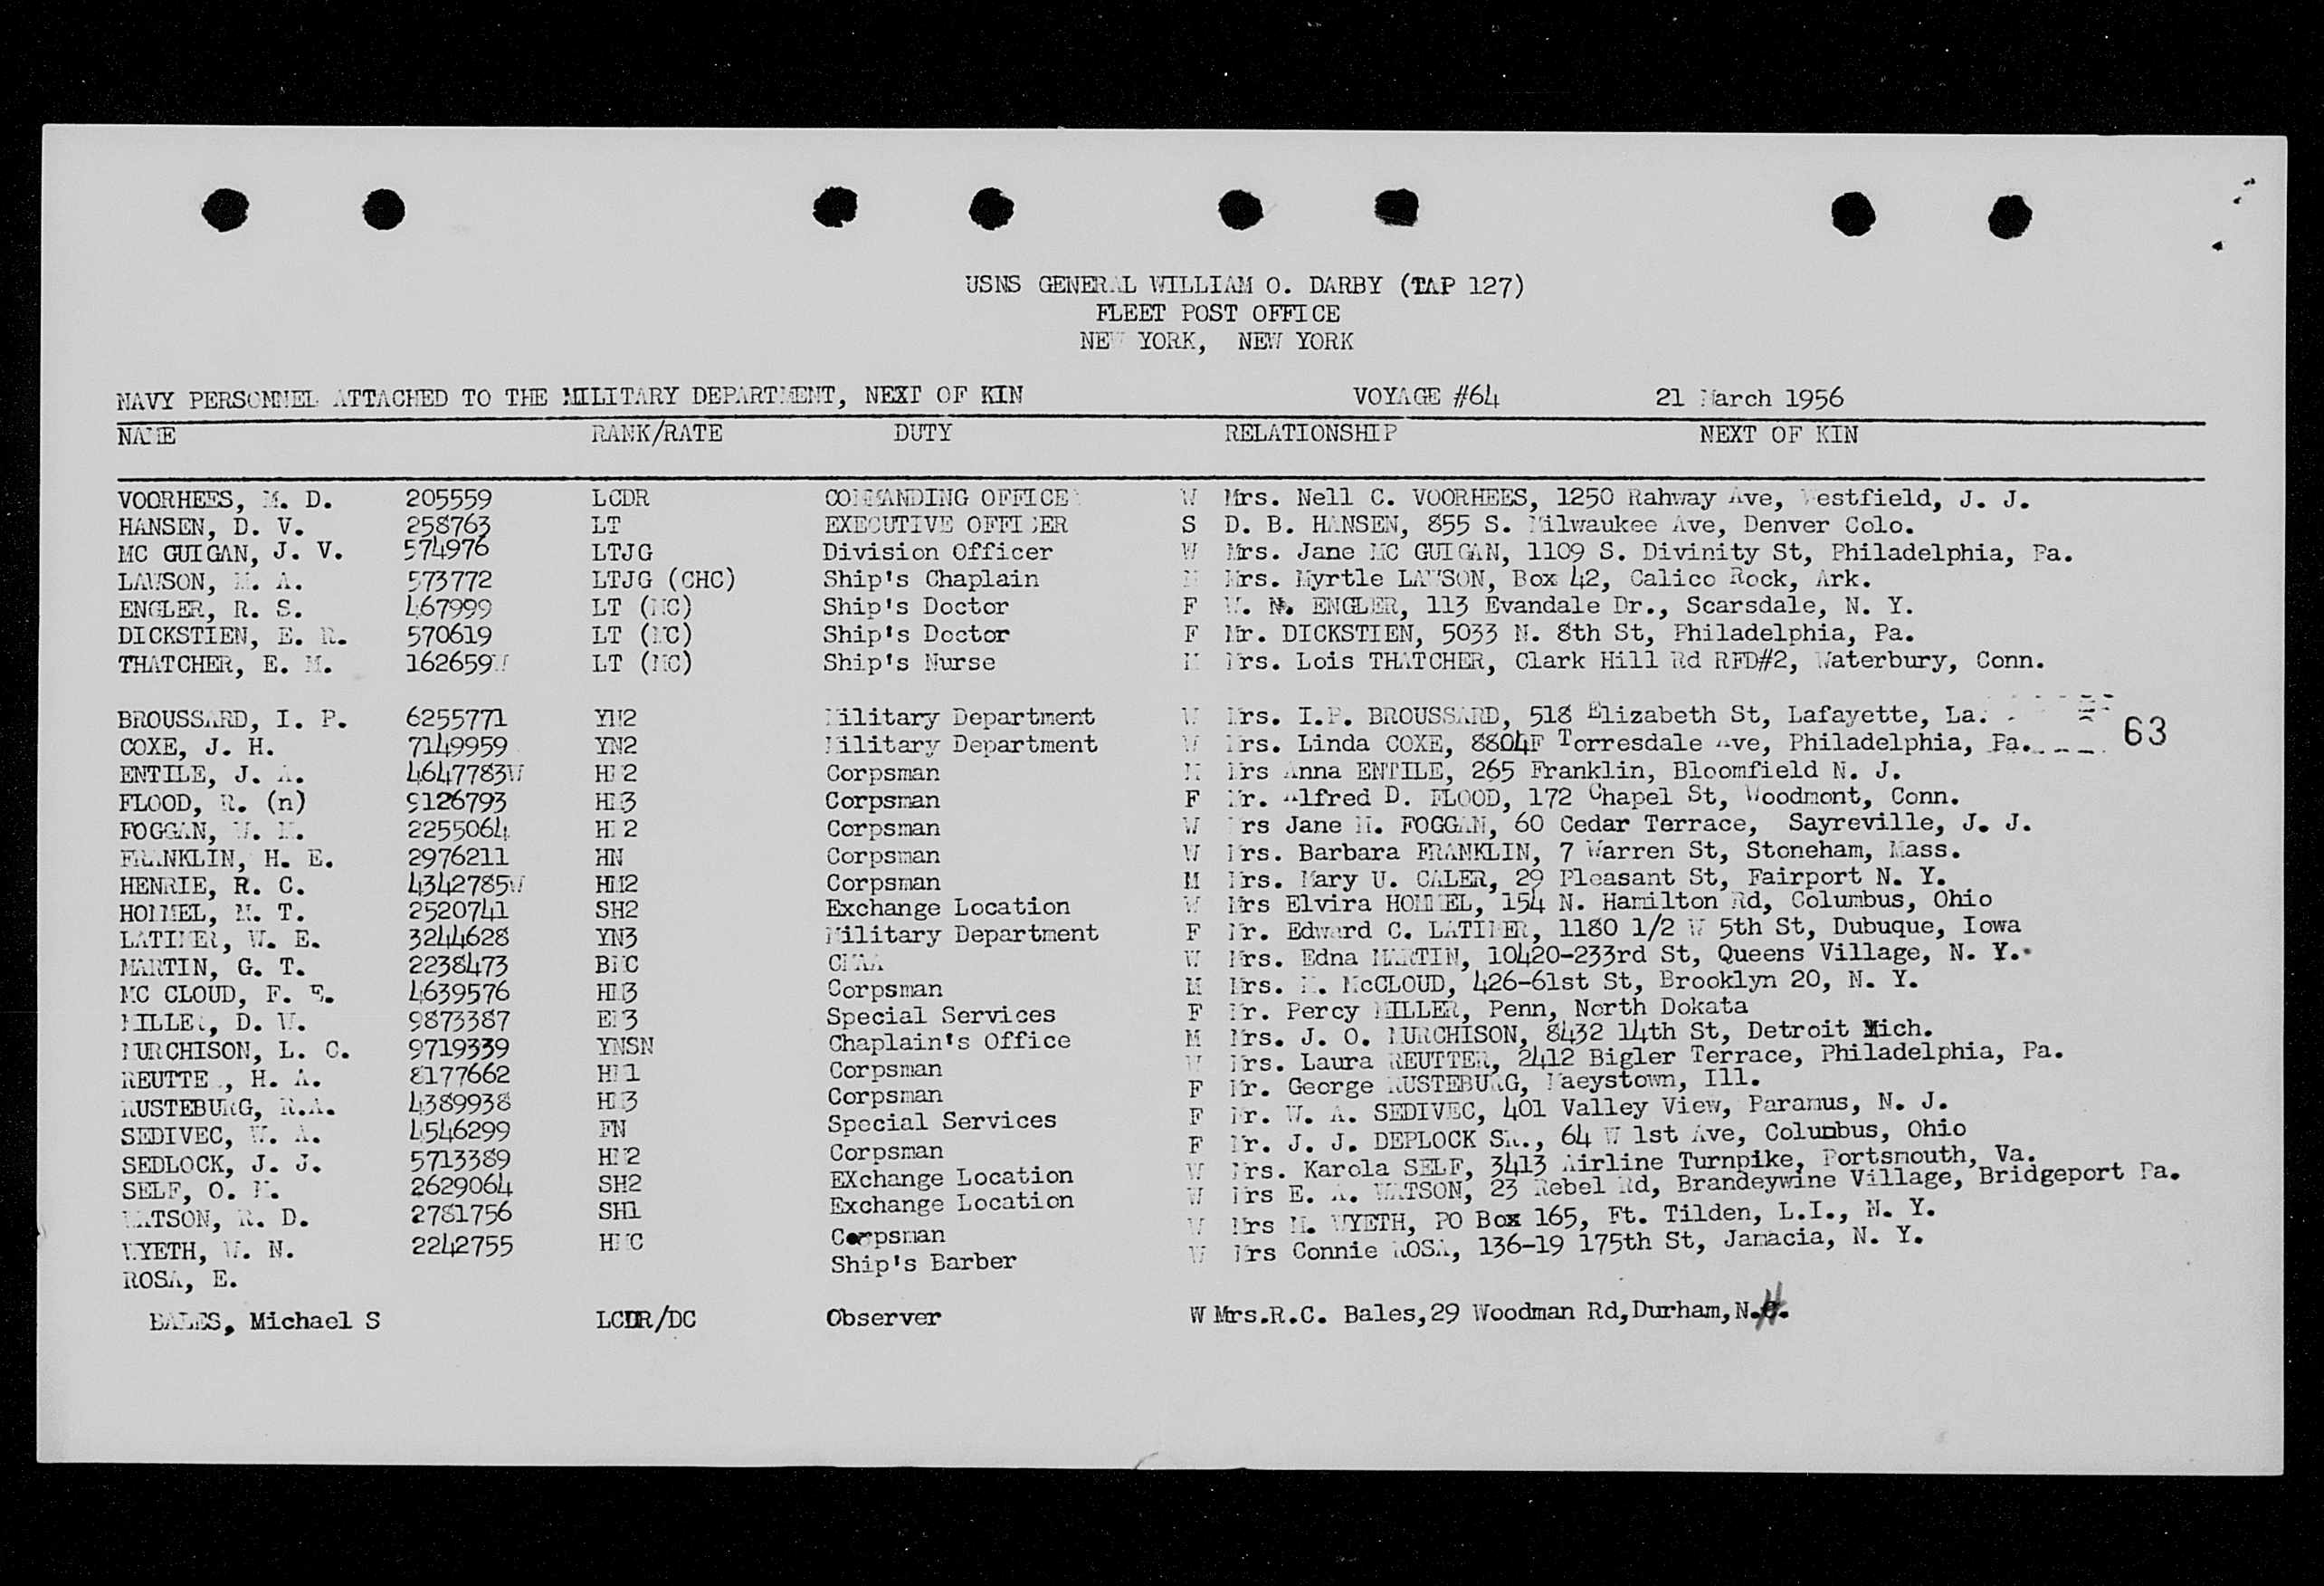 USNS GENERAL WILLIAM O. DARBY (TAP 127)
FLEET POST OFFICE
NEW YORK, NEW YORK
NAVY PERSONNEL ATTACHED TO THE MILITARY DEPARTMENT, NEXT OF KIN VOYAGE #64 21 March 1956
NAME RANK/RATE DUTY RELATIONSHIP NEXT OF KIN
VOORHEES, M. D. 205559 LCDR COMMANDING OFFICER W Mrs. Nell C. VOORHEES, 1250 Rahway Ave, Westfield, J. J.
HANSEN, D. V. 258763 LT EXECUTIVE OFFICER S D. B. HANSEN, 855 S. Milwaukee Ave, Denver Colo.
MC GUIGAN, J. V. 574976 LTJG Division Officer W Mrs. Jane MC GUIGAN, 1109 S. Divinity St, Philadelphia, Pa.
LAWSON, M. A. 573772 LTJG (CHC) Ship's Chaplain M Mrs. Myrtle LAWSON, Box 42, Calico Rock, Ark.
ENGLER, R. S. 467999 LT (MC) Ship's Doctor F W. N. ENGLER, 113 Evandale Dr., Scarsdale, N. Y.
DICKSTIEN, E. R. 570619 LT (MC) Ship's Doctor F Mr. DICKSTIEN, 5033 N. 8th St, Philadelphia, Pa.
THATCHER, E. M. 162659W LT (NC) Ship's Nurse M Mrs. Lois THATCHER, Clark Hill Rd RFD#2, Waterbury, Conn.
BROUSSARD, I. P. 6255771 YN2 Military Department W Mrs. I.P. BROUSSARD, 518 Elizabeth St, Lafayette, La.
COXE, J. H. 7149959 YN2 Military Department W Mrs. Linda COXE, 8804F Torresdale Ave, Philadelphia, Pa. 63
ENTILE, J. A. 4647783W HM2 Corpsman M Mrs Anna ENTILE, 265 Franklin, Bloomfield N. J.
FLOOD, R. (n) 9126793 HM3 Corpsman F Mr. Alfred D. FLOOD, 172 Chapel St, Woodmont, Conn.
FOGGAN, W. M. 2255064 HM2 Corpsman W Mrs Jane M. FOGGAN, 60 Cedar Terrace, Sayreville, J. J.
FRANKLIN, H. E. 2976211 HN Corpsman W Mrs. Barbara FRANKLIN, 7 Warren St, Stoneham, Mass.
HENRIE, R. C. 4342785W HM2 Corpsman M Mrs. Mary U. CALER, 29 Pleasant St, Fairport N. Y.
HOMMEL, M. T. 2520741 SH2 Exchange Location W Mrs Elvira HOMMEL, 154 N. Hamilton Rd, Columbus, Ohio
LATIMER, W. E. 3244628 YN3 Military Department F Mr. Edward C. LATIMER, 1180 1/2 W 5th St, Dubuque, Iowa
MARTIN, G. T. 2238473 BMC CMAA W Mrs. Edna MARTIN, 10420-233rd St, Queens Village, N. Y.
MC CLOUD, F. E. 4639576 HM3 Corpsman M Mrs. M. McCLOUD, 426-61st St, Brooklyn 20, N. Y.
MILLER, D. W. 9873387 EM3 Special Services F Mr. Percy MILLER, Penn, North Dokata
MURCHISON, L. C. 9719339 YNSN Chaplain's Office M Mrs. J. O. MURCHISON, 8432 14th St, Detroit Mich.
REUTTER, H. A. 8177662 HM1 Corpsman W Mrs. Laura REUTTER, 2412 Bigler Terrace, Philadelphia, Pa.
RUSTEBURG, R.A. 4389938 HM3 Corpsman F Mr. George RUSTEBURG, Maeystown, Ill.
SEDIVEC, W. A. 4546299 FN Special Services F Mr. W. A. SEDIVEC, 401 Valley View, Paramus, N. J.
SEDLOCK, J. J. 5713389 HM2 Corpsman F Mr. J. J. DEPLOCK SR., 64 W 1st Ave, Columbus, Ohio
SELF, O. M. 2629064 SH2 EXchange Location W Mrs. Karola SELF, 3413 Airline Turnpike, Portsmouth, Va.
WATSON, R. D. 2781756 SH1 Exchange Location W Mrs E. A. WATSON, 23 Rebel Rd, Brandeywine Village, Bridgeport Pa.
WYETH, W. N. 2242755 HMC Corpsman W Mrs M. WYETH, PO Box 165, Ft. Tilden, L.I., N. Y.
ROSA, E. Ship's Barber W Mrs Connie ROSA, 136-19 175th St, Jamacia, N. Y.
BALES, Michael S LCDR/DC Observer W Mrs.R.C. Bales,29 Woodman Rd,Durham,N.H.